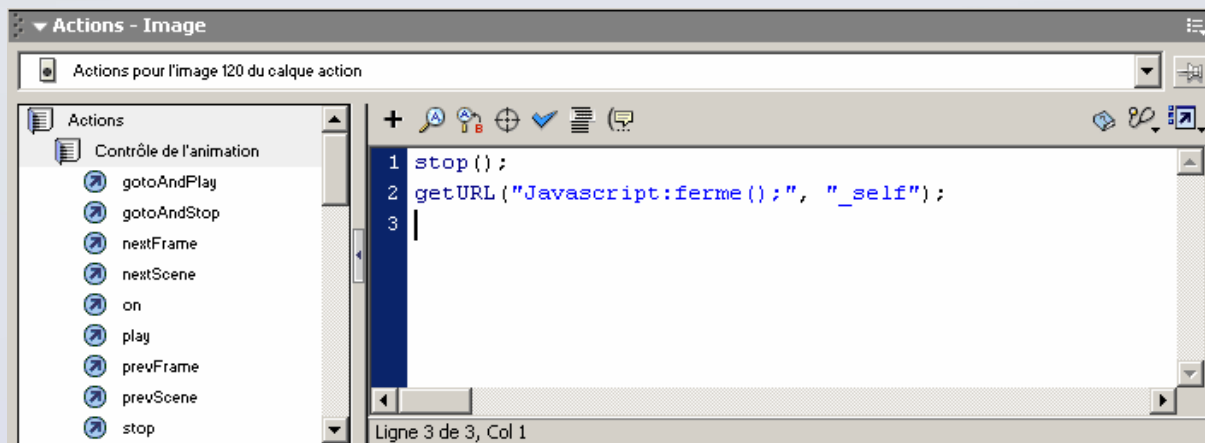 Actions - Image
Actions pour l'image 120 du calque action
Actions
Contrôle de l'animation
gotoAndPlay
gotoAndStop
nextFrame
nextScene
on
play
prevFrame
prevScene
stop
1 stop();
2 getURL("Javascript:ferme();", "_self");
3
Ligne 3 de 3, Col 1